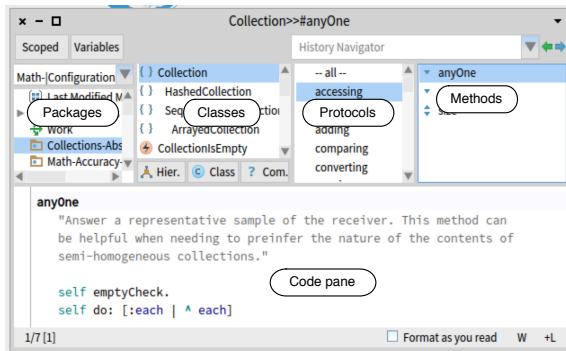 Collection>>#anyOne
Scoped Variables History Navigator
Math-|Configuration
Last Modified
Packages
Work
Collections-Abs
Math-Accuracy-
Collection
HashedCollection
Classes
ArrayedCollection
CollectionIsEmpty
Hier. Class ? Com.
-- all --
accessing
Protocols
adding
comparing
converting
anyOne
Methods
size
anyOne
"Answer a representative sample of the receiver. This method can
be helpful when needing to preinfer the nature of the contents of
semi-homogeneous collections."
Code pane
self emptyCheck.
self do: [:each | ^ each]
1/7 [1] Format as you read W +L